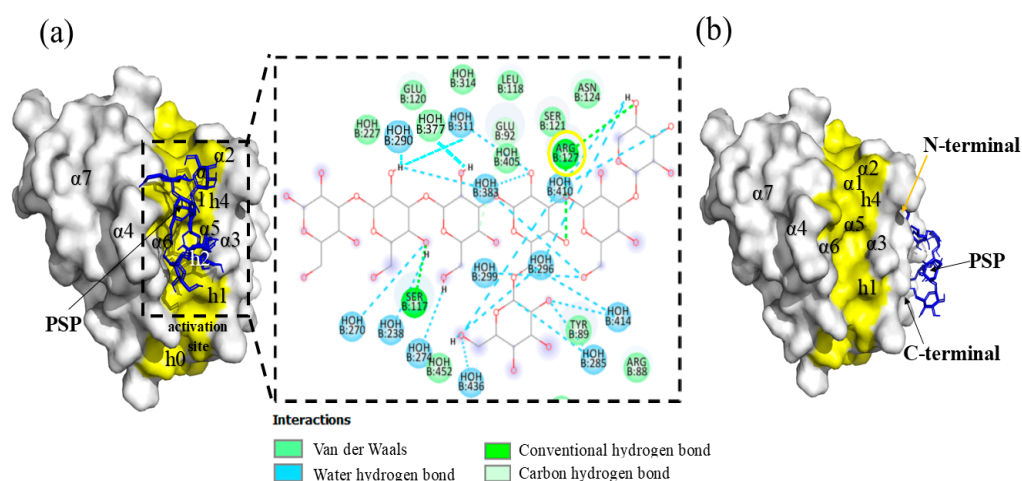 (a)
(b)
α7
α4
α2
α
1
h4
α5
α6
α3
h1
activation
site
h0
PSP
GLU
B:120
HOH
B:314
LEU
B:118
ASN
B:124
HOH
B:227
HOH
B:290
HOH
B:377
HOH
B:311
GLU
B:92
SER
B:121
HOH
B:405
ARG
B:127
HOH
B:383
HOH
B:410
H
H
H
HOH
B:299
HOH
B:296
SER
B:117
H
HOH
B:270
HOH
B:238
HOH
B:274
HOH
B:452
H
HOH
B:436
TYR
B:89
HOH
B:414
HOH
B:285
ARG
B:88
Interactions
Van der Waals
Water hydrogen bond
Conventional hydrogen bond
Carbon hydrogen bond
N-terminal
α2
α1
h4
α7
α4
α5
α6
α3
h1
PSP
C-terminal